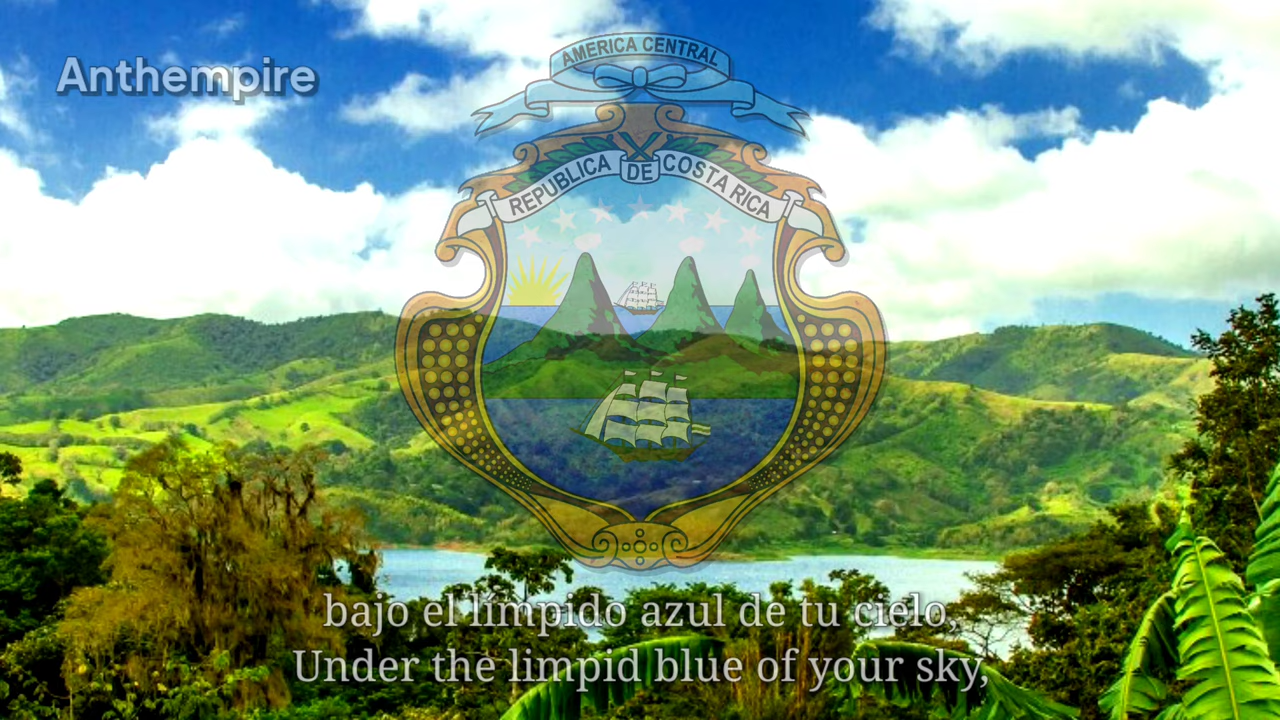 Anthempire
AMERICA CENTRAL
REPUBLICA DE COSTA RICA
bajo el límpido azul de tu cielo,
Under the limpid blue of your sky,